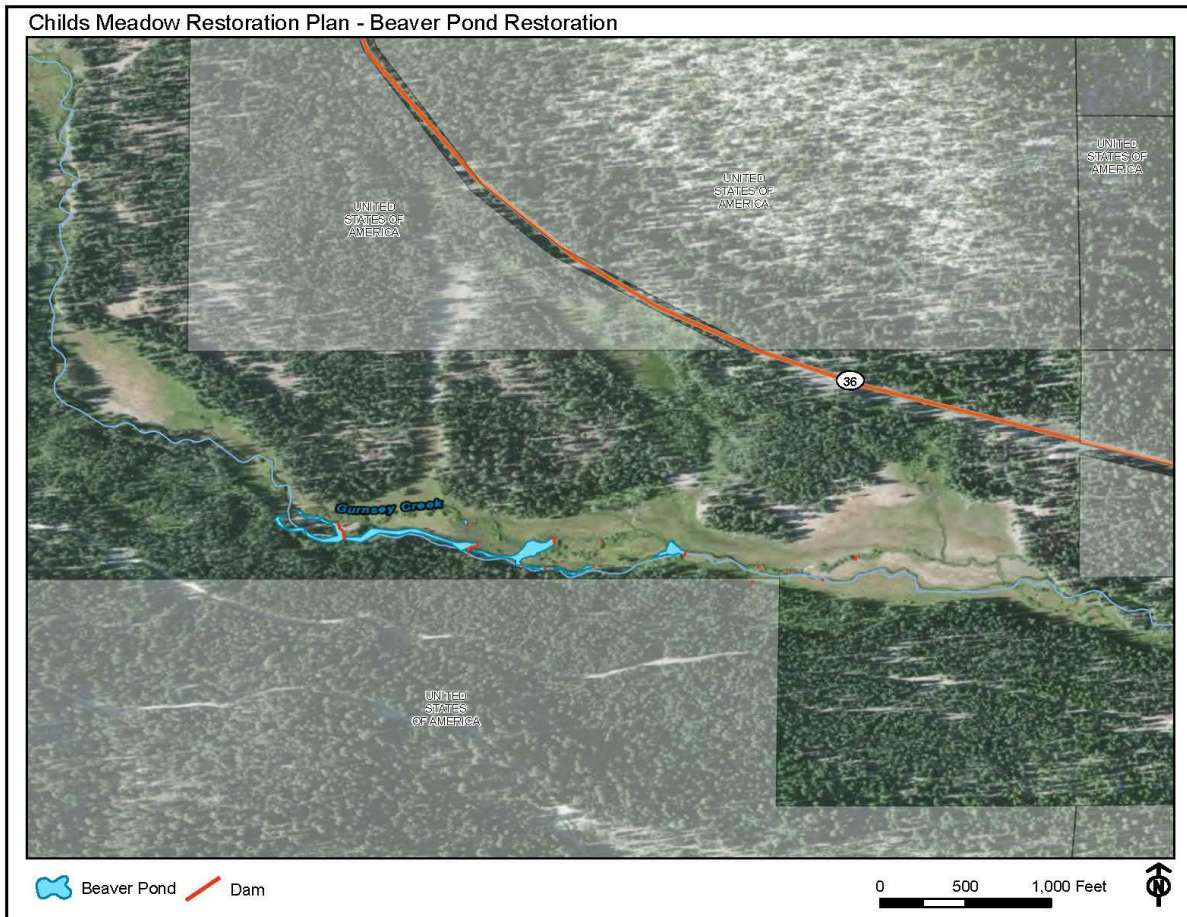 Childs Meadow Restoration Plan - Beaver Pond Restoration
UNITED
STATES OF
AMERICA
UNITED
STATES OF
AMERICA
UNITED
STATES OF
AMERICA
36
Gurnsey Creek
UNITED
STATES
OF AMERICA
Beaver Pond
Dam
0 500 1,000 Feet
N